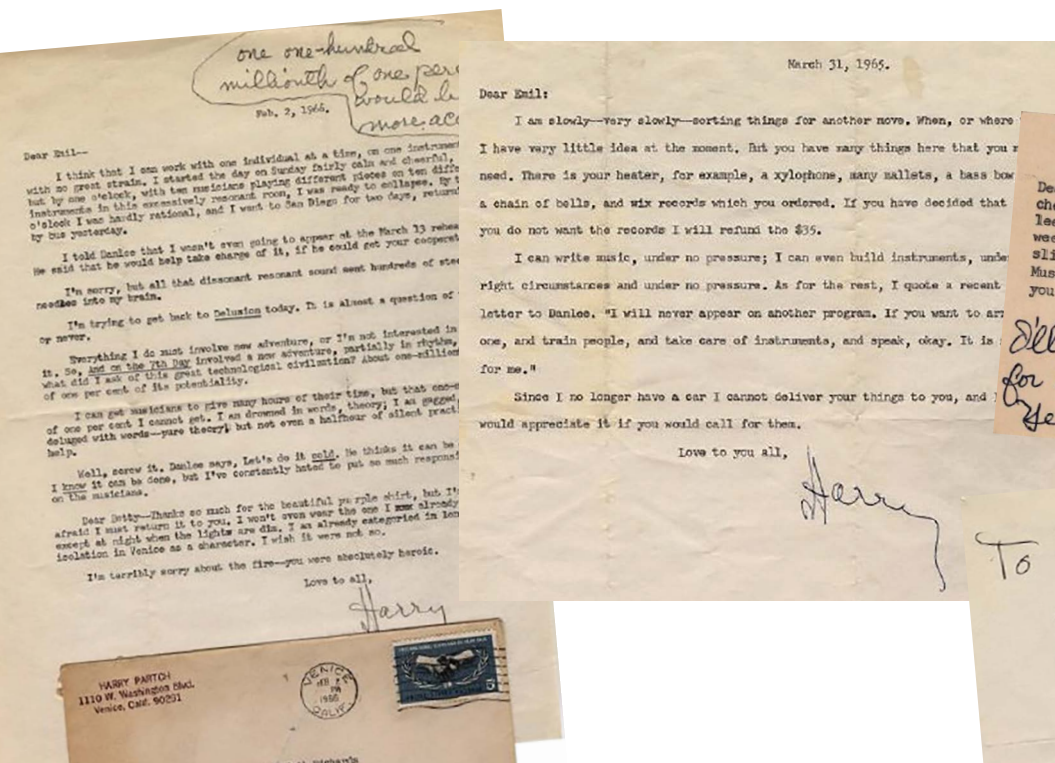 one one-hundred
millionth of one per
would b
more acc
Feb. 2, 1966.
Dear Emil--
I think that I can work with one individual at a time, on one instrumen
with no great strain. I started the day on Sunday fairly calm and cheerful,
but by one o'clock, with ten musicians playing different pieces on ten diffe
instruments in this excessively resonant room, I was ready to collapse. By t
o'clock I was hardly rational, and I went to San Diego for two days, return
by bus yesterday.
I told Danlee that I wasn't even going to appear at the March 13 rehea
He said that he would help take charge of it, if he could get your cooperat
I'm sorry, but all that dissonant resonant sound sent hundreds of stee
needles into my brain.
I'm trying to get back to Delusion today. It is almost a question of
or never.
Everything I do must involve new adventure, or I'm not interested in
it. So, And on the 7th Day involved a new adventure, partially in rhythm,
what did I ask of this great technological civilization? About one-million
of one per cent of its potentiality.
I can get musicians to give many hours of their time, but that one-
of one per cent I cannot get. I am drowned in words, theory; I am gagged,
deluged with words--pure theory, but not even a halfhour of silent pract
help.
Well, screw it. Danlee says, Let's do it cold. He thinks it can be
I know it can be done, but I've constantly hated to put so much responsi
on the musicians.
Dear Betty--Thanks so much for the beautiful purple shirt, but I'
afraid I must return it to you. I won't even wear the one I already
except at night when the lights are dim. I am already categoried in
isolation in Venice as a character. I wish it were not so.
I'm terribly sorry about the fire--you were absolutely heroic.
Love to all,
Harry
HARRY PARTCH
1110 W. Washington Blvd.
Venice, Calif. 90291
VENICE
PM
1966
CALIF.
March 31, 1965.
Dear Emil:
I am slowly--very slowly--sorting things for another move. When, or where
I have very little idea at the moment. But you have many things here that you
need. There is your heater, for example, a xylophone, many mallets, a bass bow
a chain of bells, and six records which you ordered. If you have decided that
you do not want the records I will refund the $35.
I can write music, under no pressure; I can even build instruments, unde
right circumstances and under no pressure. As for the rest, I quote a recent
letter to Danlee. "I will never appear on another program. If you want to arr
one, and train people, and take care of instruments, and speak, okay. It is
for me."
Since I no longer have a car I cannot deliver your things to you, and
would appreciate it if you would call for them.
Love to you all,
Harry
De
che
lea
wee
sli
Mus
you
I'll
for
To